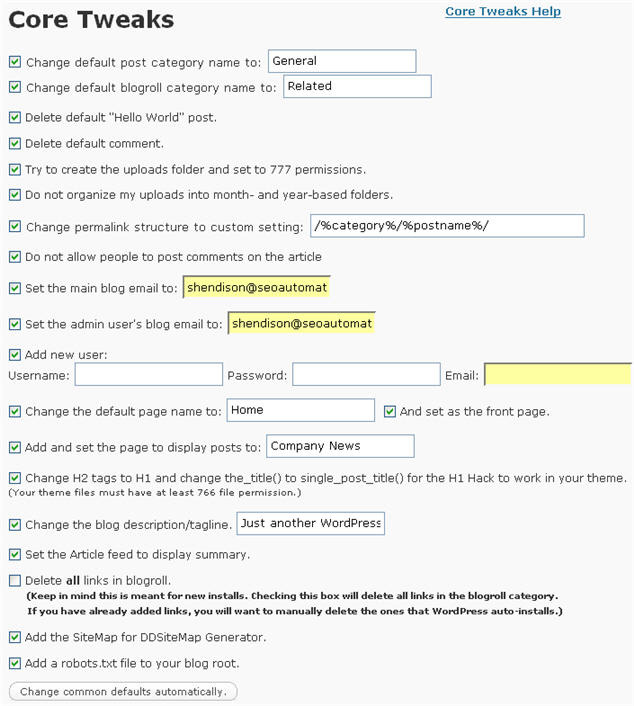 Core Tweaks
Core Tweaks Help
Change default post category name to: General
Change default blogroll category name to: Related
Delete default "Hello World" post.
Delete default comment.
Try to create the uploads folder and set to 777 permissions.
Do not organize my uploads into month- and year-based folders.
Change permalink structure to custom setting: /%category%/%postname%/
Do not allow people to post comments on the article
Set the main blog email to: shendison@seoautomat
Set the admin user's blog email to: shendison@seoautomat
Add new user:
Username: Password: Email:
Change the default page name to: Home And set as the front page.
Add and set the page to display posts to: Company News
Change H2 tags to H1 and change the_title() to single_post_title() for the H1 Hack to work in your theme.
(Your theme files must have at least 766 file permission.)
Change the blog description/tagline. Just another WordPress
Set the Article feed to display summary.
Delete all links in blogroll.
(Keep in mind this is meant for new installs. Checking this box will delete all links in the blogroll category.
If you have already added links, you will want to manually delete the ones that WordPress auto-installs.)
Add the SiteMap for DDSiteMap Generator.
Add a robots.txt file to your blog root.
Change common defaults automatically.